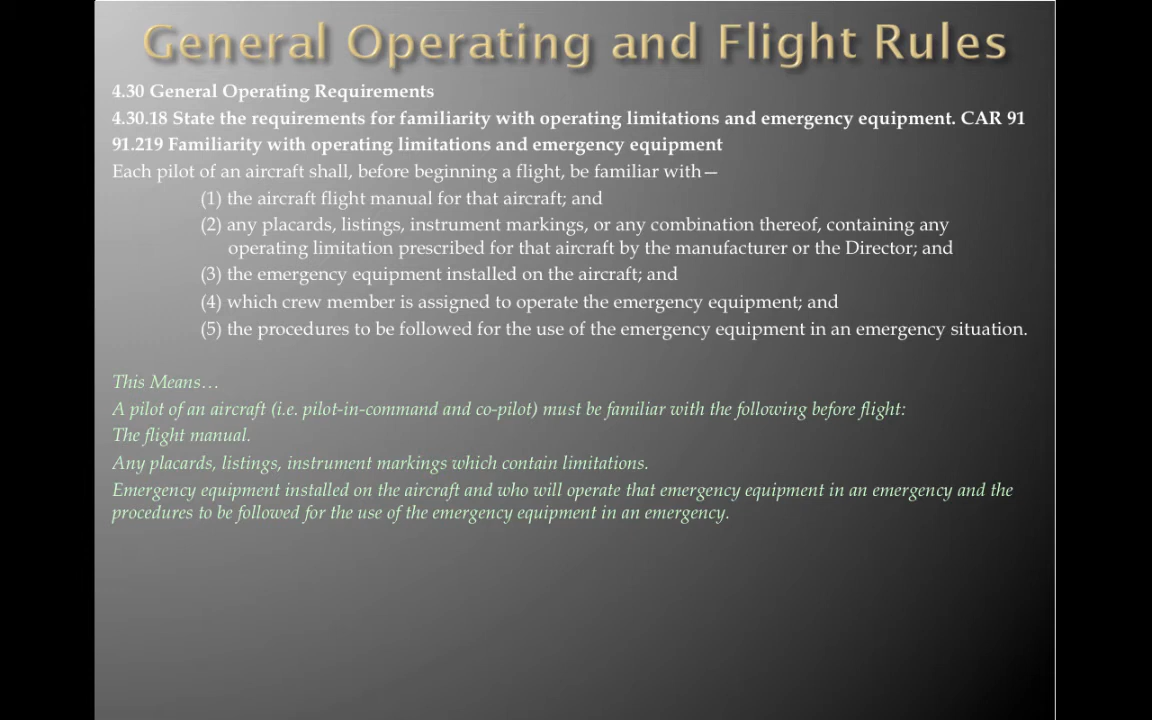 General Operating and Flight Rules
4.30 General Operating Requirements
4.30.18 State the requirements for familiarity with operating limitations and emergency equipment. CAR 91
91.219 Familiarity with operating limitations and emergency equipment
Each pilot of an aircraft shall, before beginning a flight, be familiar with—
(1) the aircraft flight manual for that aircraft; and
(2) any placards, listings, instrument markings, or any combination thereof, containing any
operating limitation prescribed for that aircraft by the manufacturer or the Director; and
(3) the emergency equipment installed on the aircraft; and
(4) which crew member is assigned to operate the emergency equipment; and
(5) the procedures to be followed for the use of the emergency equipment in an emergency situation.
This Means…
A pilot of an aircraft (i.e. pilot-in-command and co-pilot) must be familiar with the following before flight:
The flight manual.
Any placards, listings, instrument markings which contain limitations.
Emergency equipment installed on the aircraft and who will operate that emergency equipment in an emergency and the
procedures to be followed for the use of the emergency equipment in an emergency.